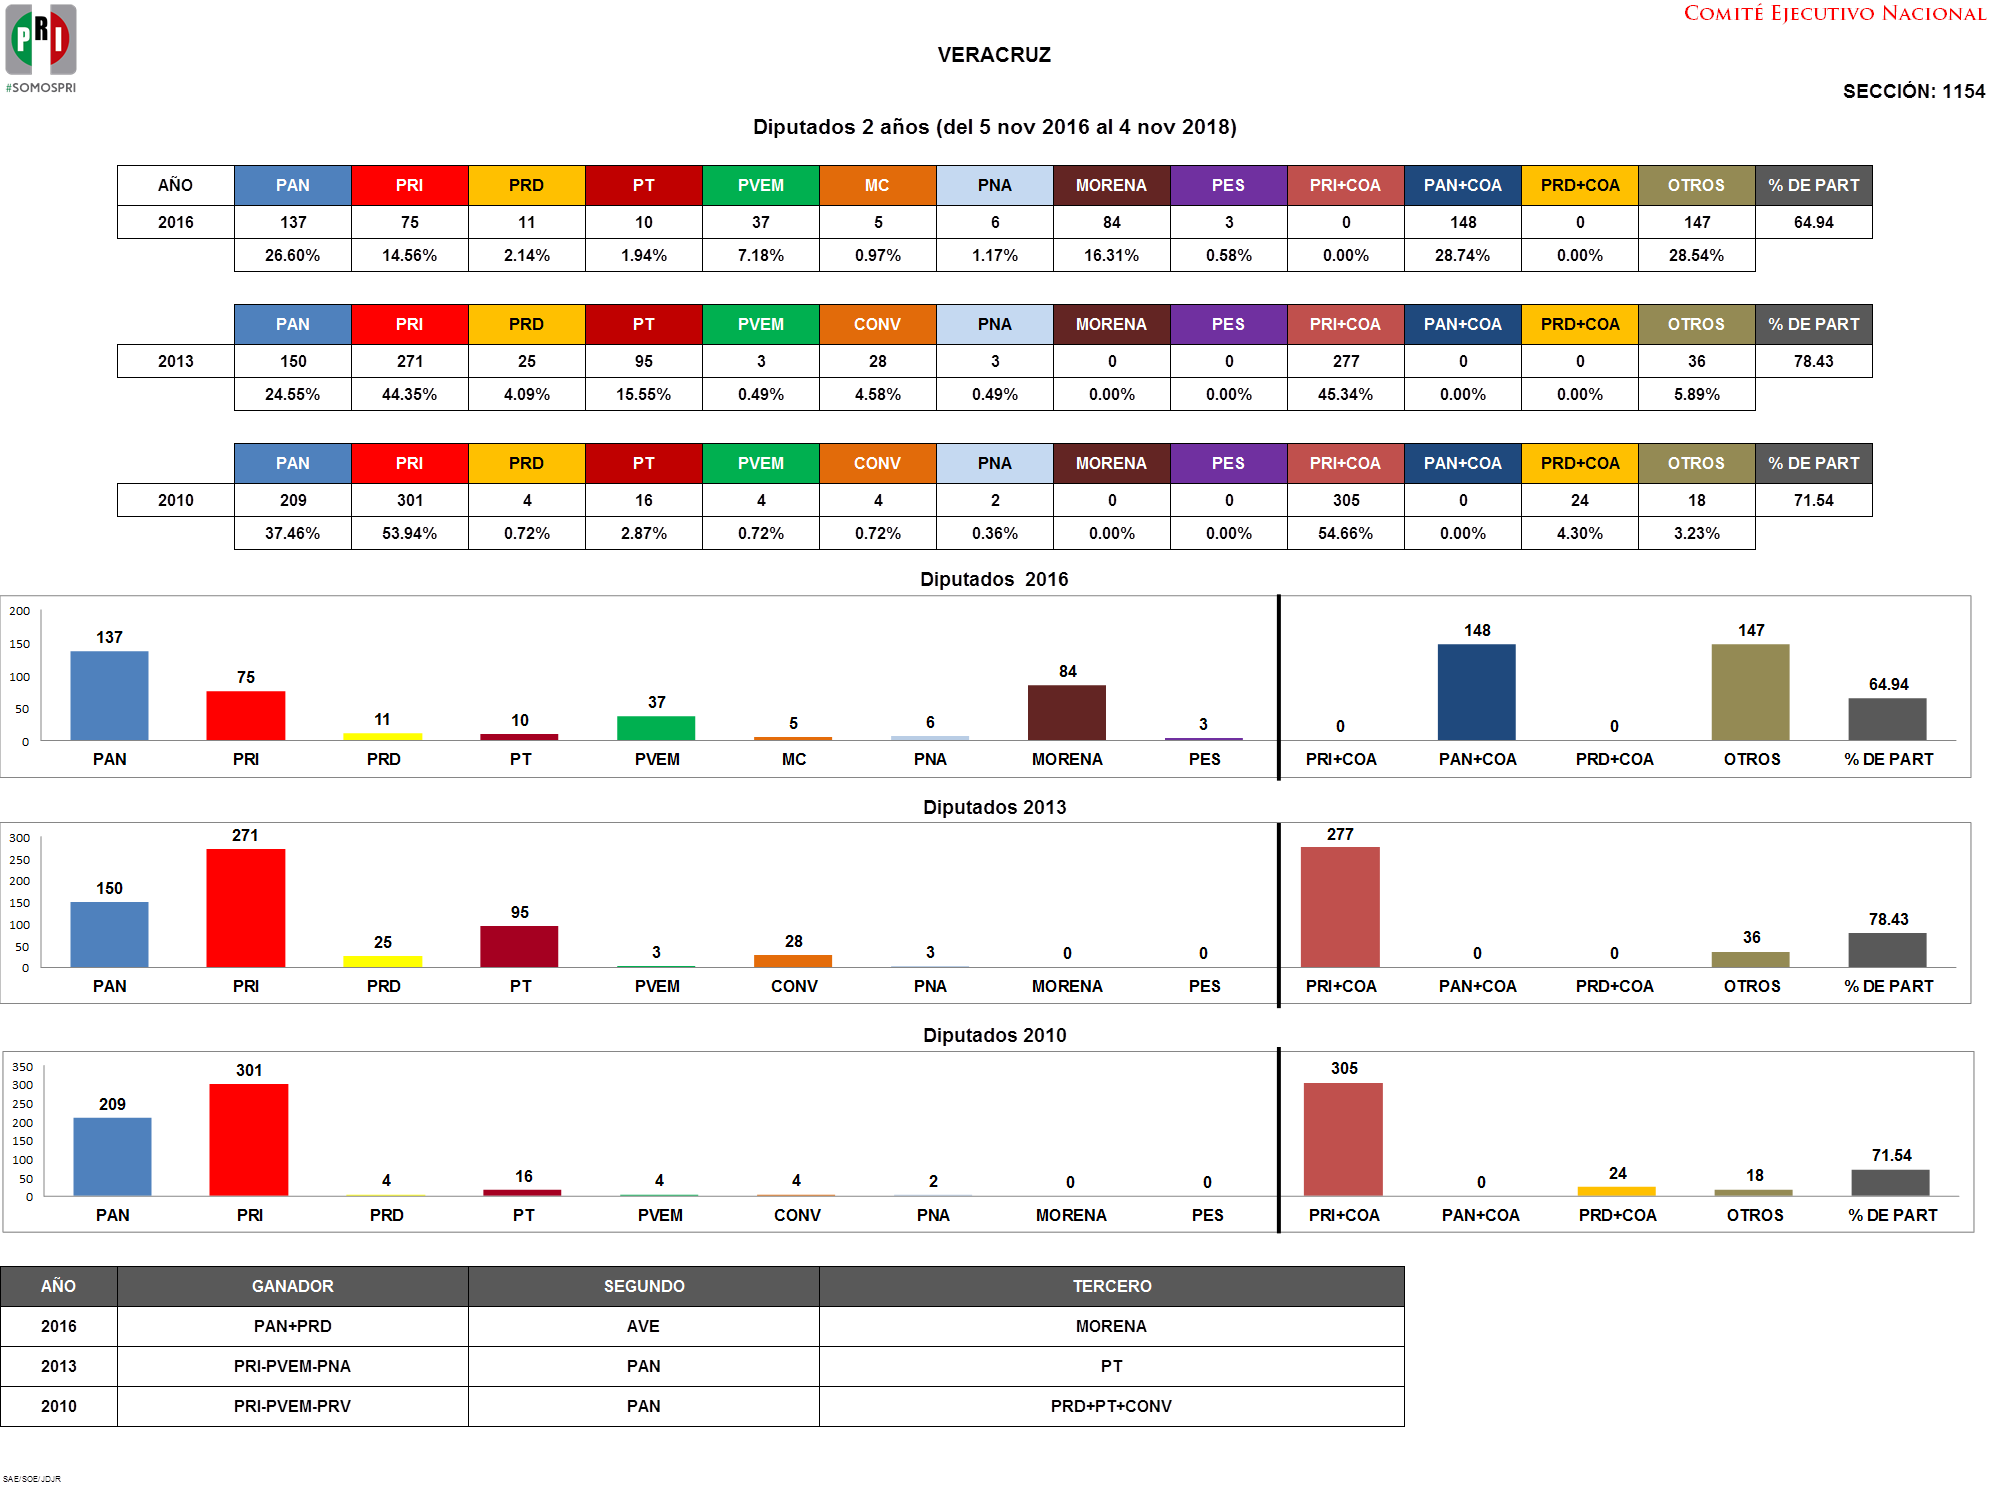 PRI
#SOMOSPRI
COMITÉ EJECUTIVO NACIONAL
VERACRUZ
SECCIÓN: 1154
Diputados 2 años (del 5 nov 2016 al 4 nov 2018)
AÑO PAN PRI PRD PT PVEM MC PNA MORENA PES PRI+COA PAN+COA PRD+COA OTROS % DE PART
2016 137 75 11 10 37 5 6 84 3 0 148 0 147 64.94
26.60% 14.56% 2.14% 1.94% 7.18% 0.97% 1.17% 16.31% 0.58% 0.00% 28.74% 0.00% 28.54%
PAN PRI PRD PT PVEM CONV PNA MORENA PES PRI+COA PAN+COA PRD+COA OTROS % DE PART
2013 150 271 25 95 3 28 3 0 0 277 0 0 36 78.43
24.55% 44.35% 4.09% 15.55% 0.49% 4.58% 0.49% 0.00% 0.00% 45.34% 0.00% 0.00% 5.89%
PAN PRI PRD PT PVEM CONV PNA MORENA PES PRI+COA PAN+COA PRD+COA OTROS % DE PART
2010 209 301 4 16 4 4 2 0 0 305 0 24 18 71.54
37.46% 53.94% 0.72% 2.87% 0.72% 0.72% 0.36% 0.00% 0.00% 54.66% 0.00% 4.30% 3.23%
Diputados 2016
200
150
100
50
0
137 75 11 10 37 5 6 84 3 0 148 0 147 64.94
PAN PRI PRD PT PVEM MC PNA MORENA PES PRI+COA PAN+COA PRD+COA OTROS % DE PART
Diputados 2013
300
250
200
150
100
50
0
150 271 25 95 3 28 3 0 0 277 0 0 36 78.43
PAN PRI PRD PT PVEM CONV PNA MORENA PES PRI+COA PAN+COA PRD+COA OTROS % DE PART
Diputados 2010
350
300
250
200
150
100
50
0
209 301 4 16 4 4 2 0 0 305 0 24 18 71.54
PAN PRI PRD PT PVEM CONV PNA MORENA PES PRI+COA PAN+COA PRD+COA OTROS % DE PART
AÑO GANADOR SEGUNDO TERCERO
2016 PAN+PRD AVE MORENA
2013 PRI-PVEM-PNA PAN PT
2010 PRI-PVEM-PRV PAN PRD+PT+CONV
SAE/SOE/JDJR